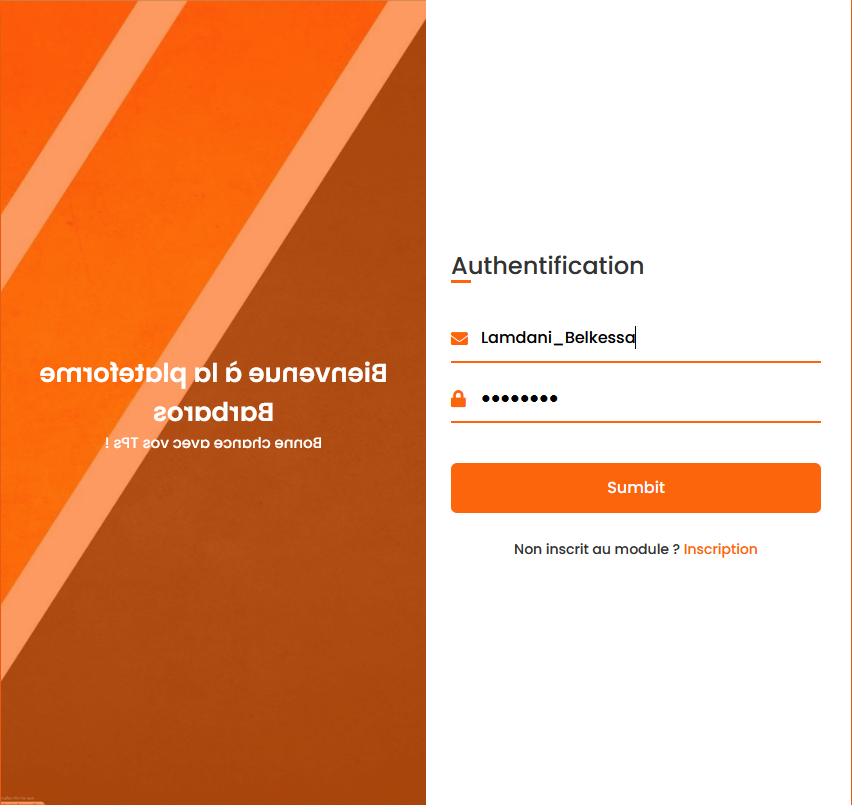 Bienvenue à la plateforme
Barbaros
Bonne chance avec vos TPs !
Authentification
Lamdani_Belkessa
••••••••
Sumbit
Non inscrit au module ? Inscription